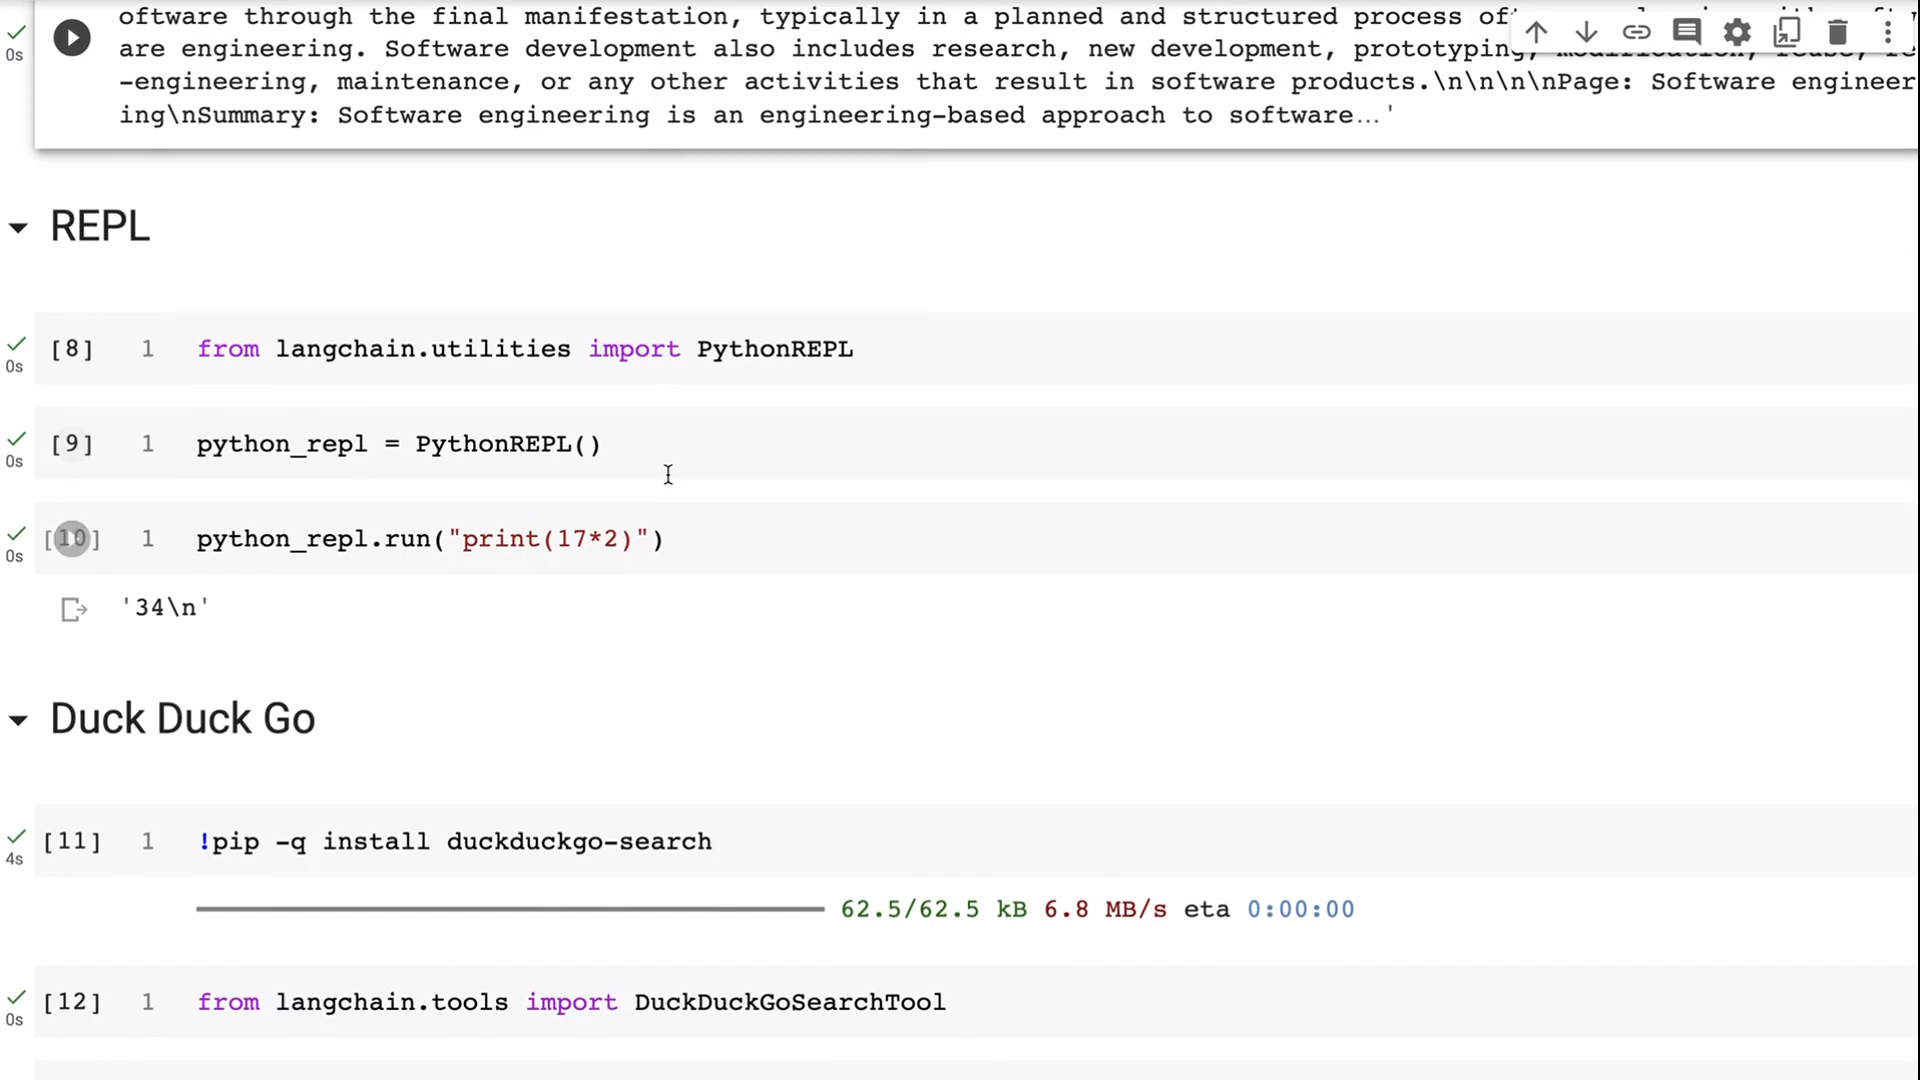 oftware through the final manifestation, typically in a planned and structured process
are engineering. Software development also includes research, new development, prototyping, modification, reuse,
-engineering, maintenance, or any other activities that result in software products.\n\n\n\nPage: Software engineer
ing\nSummary: Software engineering is an engineering-based approach to software…'
0s
REPL
[8] 1 from langchain.utilities import PythonREPL
0s
[9] 1 python_repl = PythonREPL()
0s
[10] 1 python_repl.run("print(17*2)")
0s
'34\n'
Duck Duck Go
[11] 1 !pip -q install duckduckgo-search
4s
62.5/62.5 kB 6.8 MB/s eta 0:00:00
[12] 1 from langchain.tools import DuckDuckGoSearchTool
0s